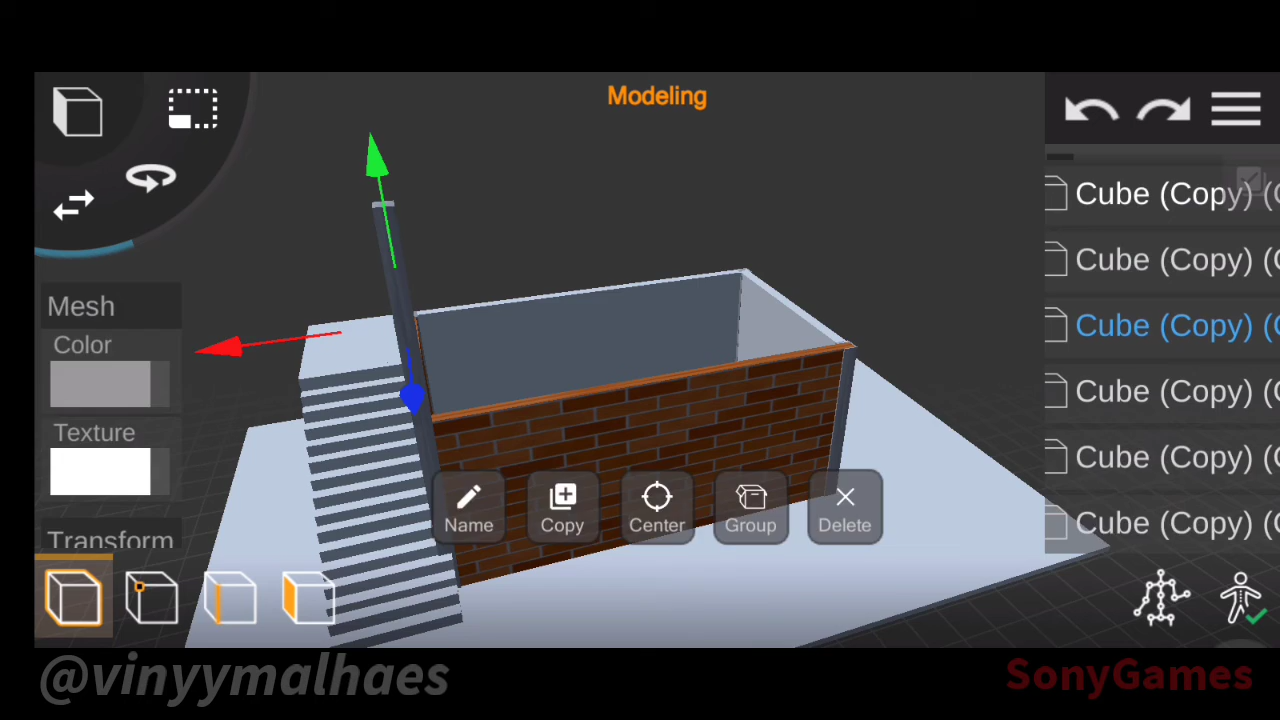 Modeling
Mesh
Color
Texture
Transform
Cube (Copy) (
Cube (Copy) (
Cube (Copy) (
Cube (Copy) (
Cube (Copy) (
Cube (Copy) (
Name
Copy
Center
Group
Delete
@vinyymalhaes
SonyGames